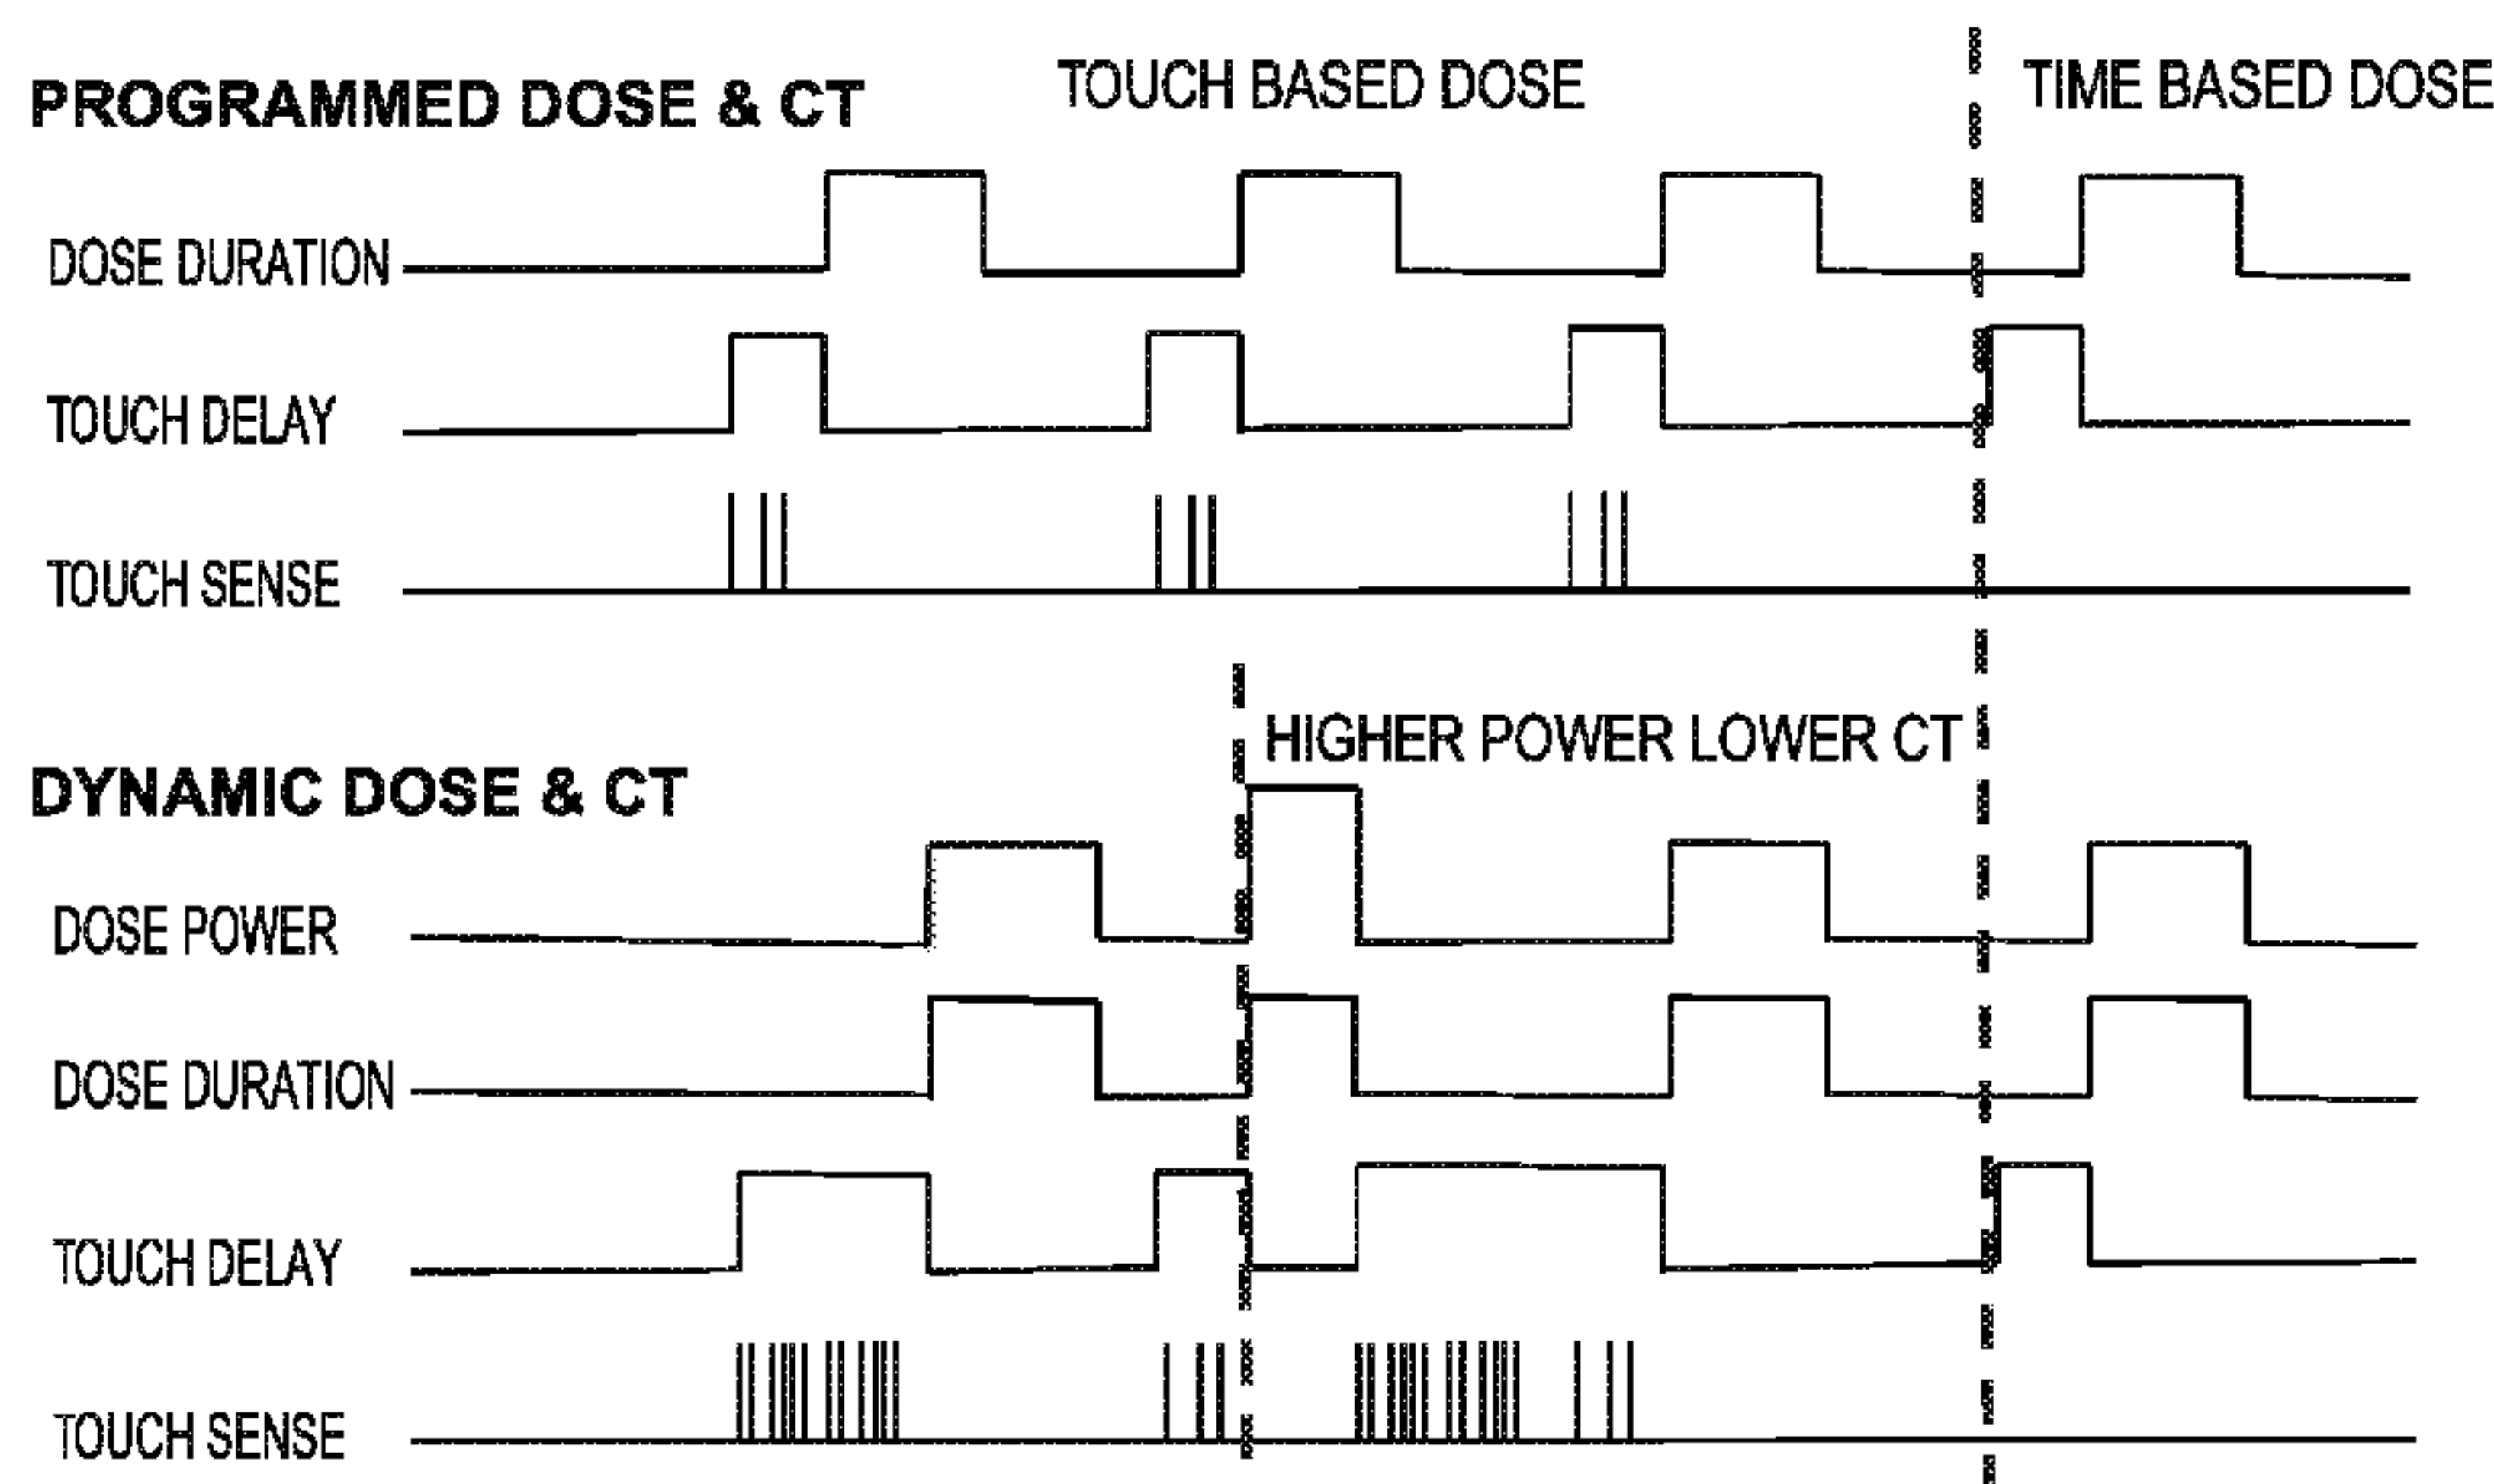 PROGRAMMED DOSE & CT
TOUCH BASED DOSE
TIME BASED DOSE
DOSE DURATION
TOUCH DELAY
TOUCH SENSE
HIGHER POWER LOWER CT
DYNAMIC DOSE & CT
DOSE POWER
DOSE DURATION
TOUCH DELAY
TOUCH SENSE